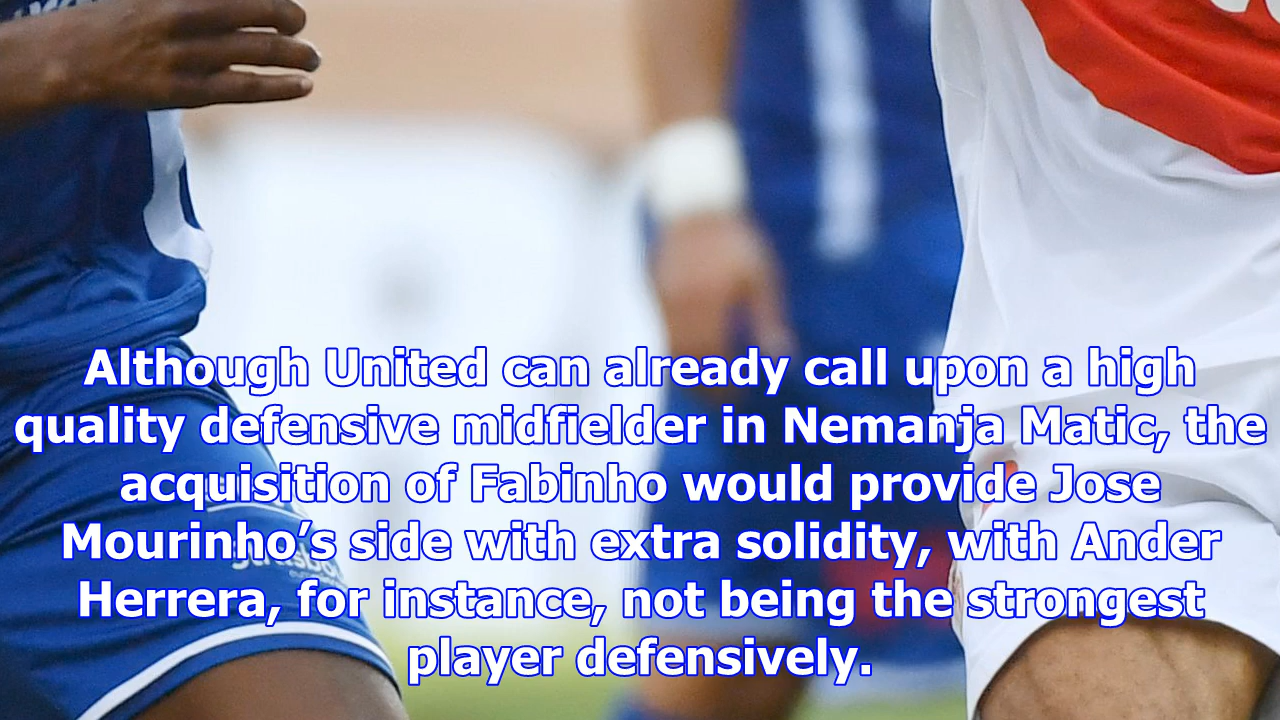 Although United can already call upon a high
quality defensive midfielder in Nemanja Matic, the
acquisition of Fabinho would provide Jose
Mourinho’s side with extra solidity, with Ander
Herrera, for instance, not being the strongest
player defensively.